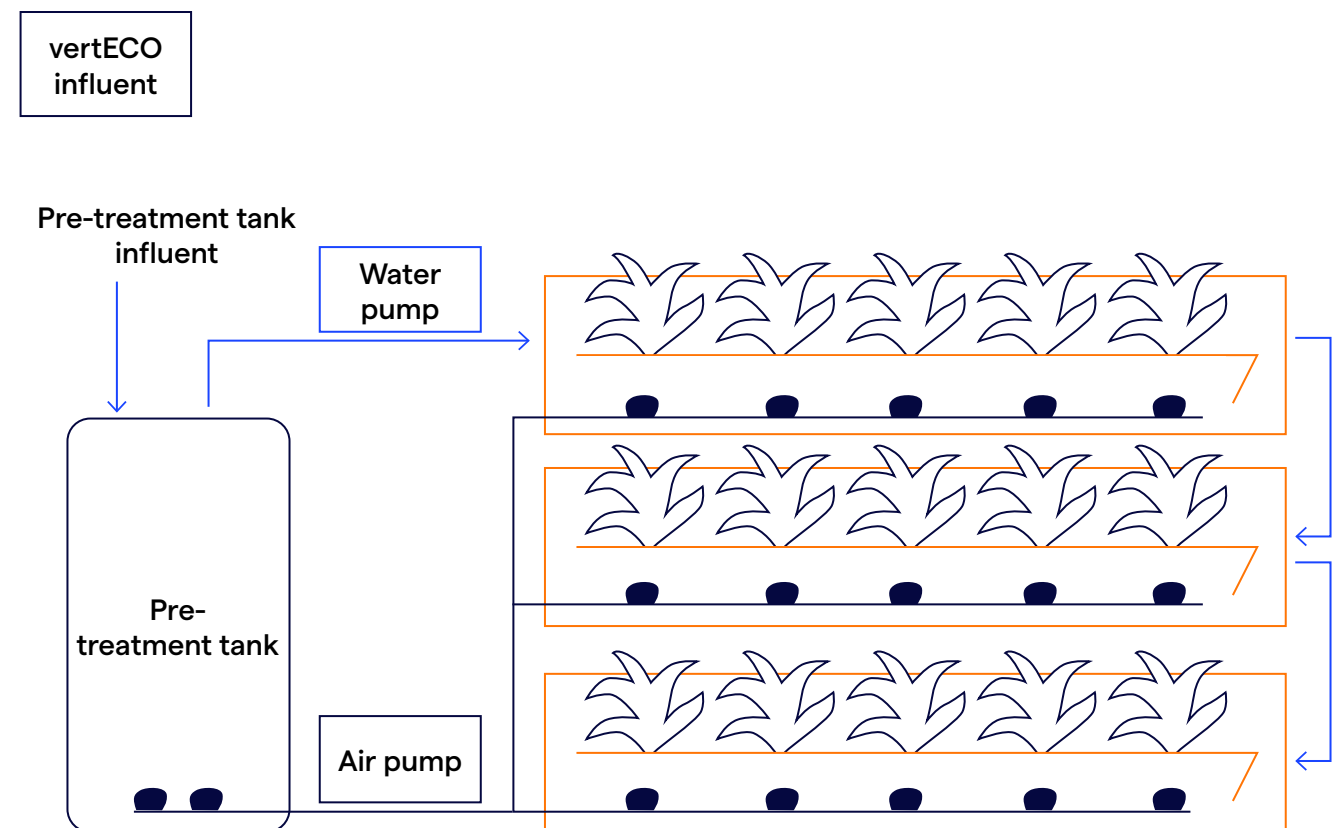 vertECO
influent
Pre-treatment tank
influent
Water
pump
Pre-
treatment tank
Air pump